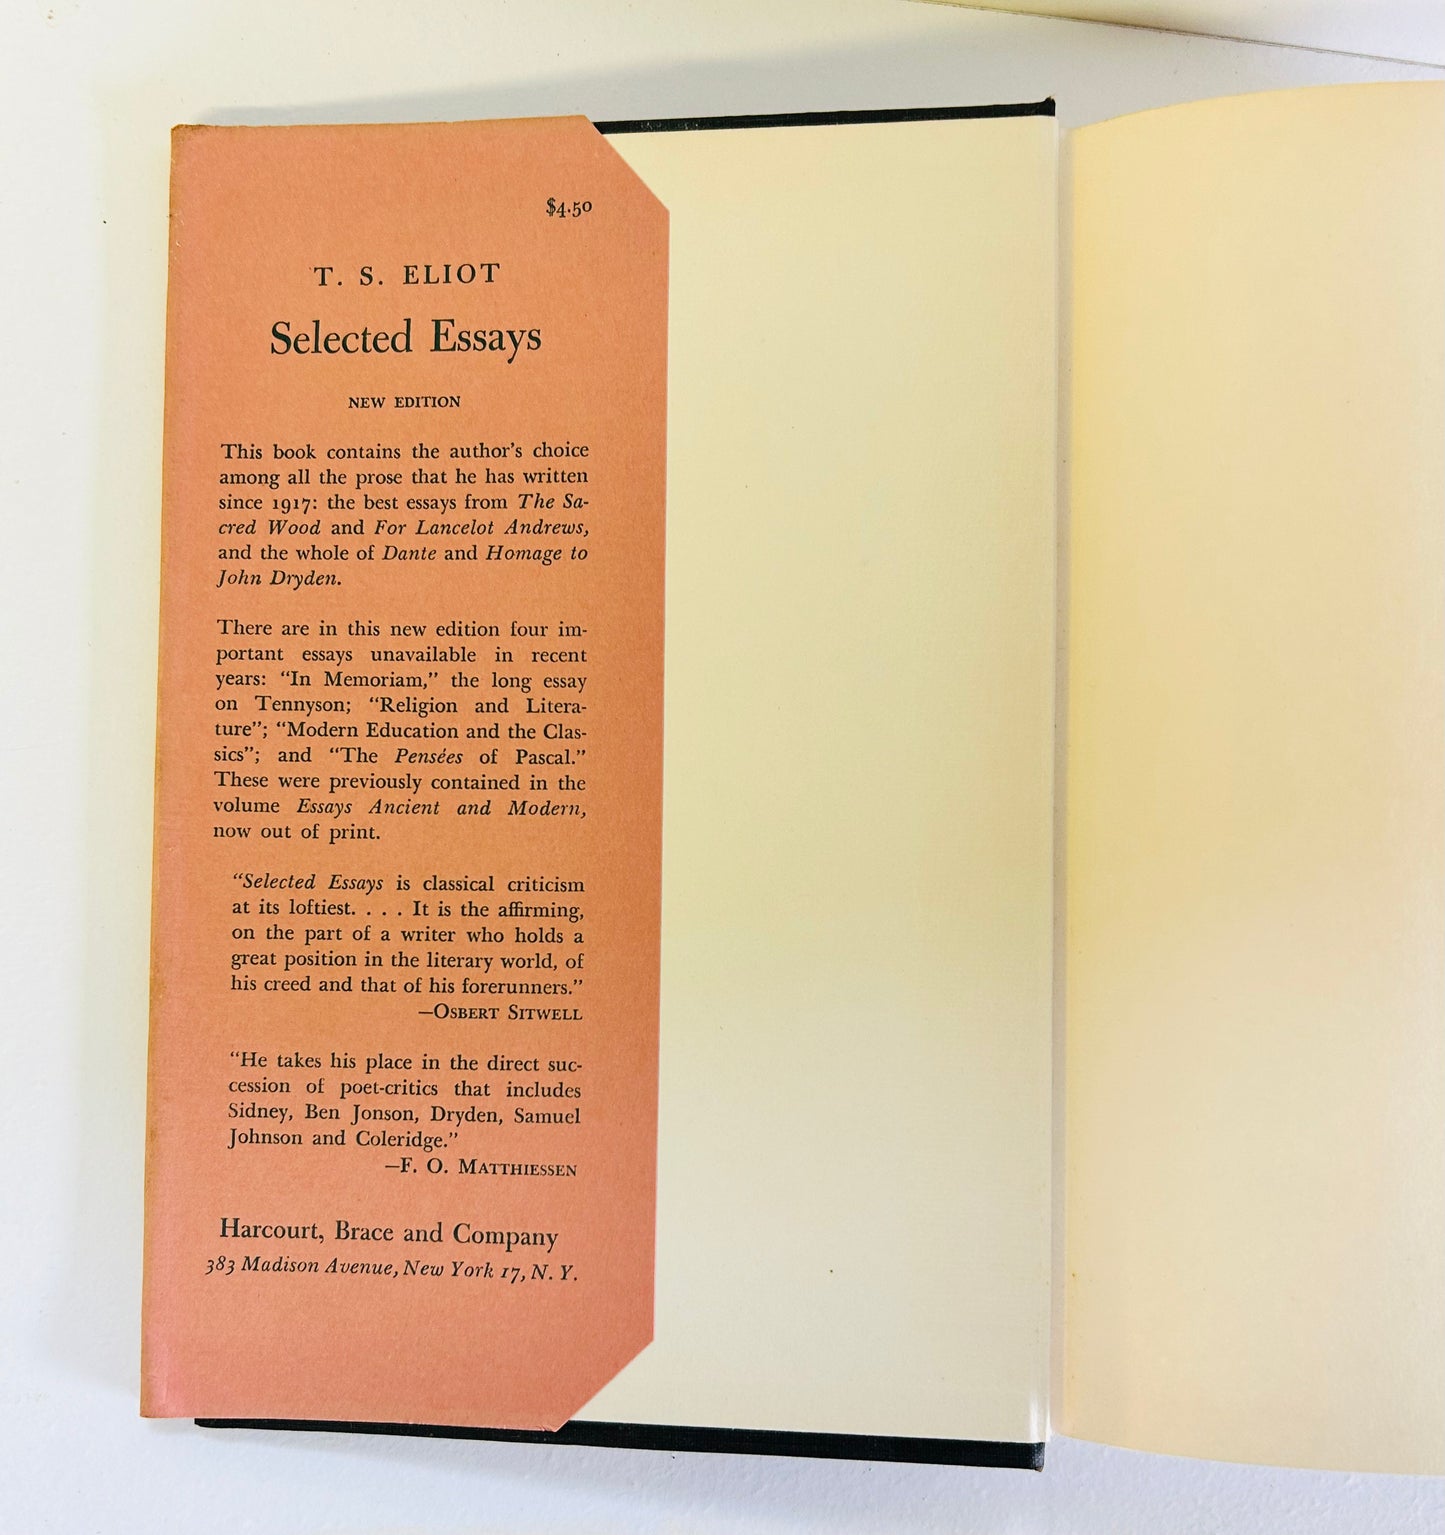 $4.50
T. S. ELIOT
Selected Essays
NEW EDITION
This book contains the author's choice
among all the prose that he has written
since 1917: the best essays from The Sa-
cred Wood and For Lancelot Andrews,
and the whole of Dante and Homage to
John Dryden.
There are in this new edition four im-
portant essays unavailable in recent
years: “In Memoriam,” the long essay
on Tennyson; “Religion and Litera-
ture”; “Modern Education and the Clas-
sics”; and “The Pensées of Pascal.”
These were previously contained in the
volume Essays Ancient and Modern,
now out of print.
“Selected Essays is classical criticism
at its loftiest. . . . It is the affirming,
on the part of a writer who holds a
great position in the literary world, of
his creed and that of his forerunners.”
—OSBERT SITWELL
“He takes his place in the direct suc-
cession of poet-critics that includes
Sidney, Ben Jonson, Dryden, Samuel
Johnson and Coleridge.”
—F. O. MATTHIESSEN
Harcourt, Brace and Company
383 Madison Avenue, New York 17, N. Y.